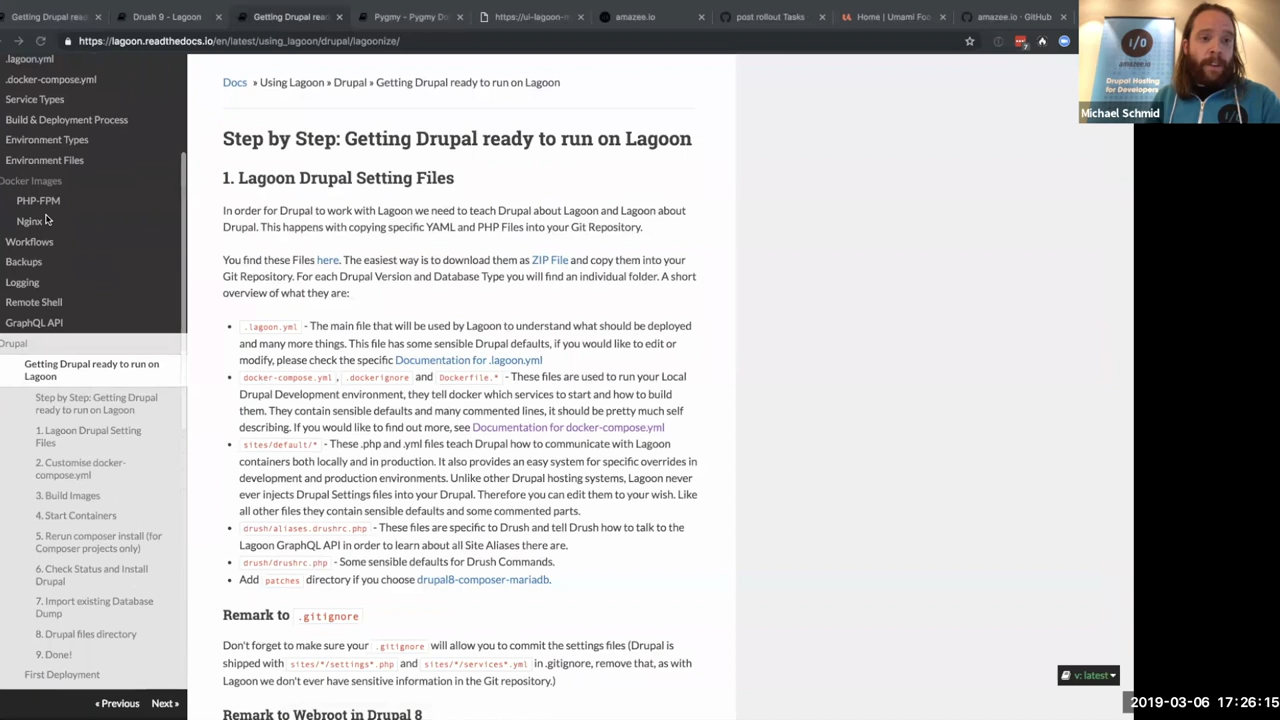 Getting Drupal read
Drush 9 - Lagoon
Getting Drupal read
Pygmy - Pygmy Dr
https://ui-lagoon-m
amazee.io
post rollout Tasks
Home | Umami Foo
amazee.io · GitHub
https://lagoon.readthedocs.io/en/latest/using_lagoon/drupal/lagoonize/
7
.lagoon.yml
.docker-compose.yml
Service Types
Build & Deployment Process
Environment Types
Environment Files
Docker Images
PHP-FPM
Nginx
Workflows
Backups
Logging
Remote Shell
GraphQL API
Drupal
Getting Drupal ready to run on
Lagoon
Step by Step: Getting Drupal
ready to run on Lagoon
1. Lagoon Drupal Setting
Files
2. Customise docker-
compose.yml
3. Build Images
4. Start Containers
5. Rerun composer install (for
Composer projects only)
6. Check Status and Install
Drupal
7. Import existing Database
Dump
8. Drupal files directory
9. Done!
First Deployment
« Previous
Next »
Docs » Using Lagoon » Drupal » Getting Drupal ready to run on Lagoon
Step by Step: Getting Drupal ready to run on Lagoon
1. Lagoon Drupal Setting Files
In order for Drupal to work with Lagoon we need to teach Drupal about Lagoon and Lagoon about
Drupal. This happens with copying specific YAML and PHP Files into your Git Repository.
You find these Files here. The easiest way is to download them as ZIP File and copy them into your
Git Repository. For each Drupal Version and Database Type you will find an individual folder. A short
overview of what they are:
.lagoon.yml - The main file that will be used by Lagoon to understand what should be deployed
and many more things. This file has some sensible Drupal defaults, if you would like to edit or
modify, please check the specific Documentation for .lagoon.yml
docker-compose.yml , .dockerignore and Dockerfile.* - These files are used to run your Local
Drupal Development environment, they tell docker which services to start and how to build
them. They contain sensible defaults and many commented lines, it should be pretty much self
describing. If you would like to find out more, see Documentation for docker-compose.yml
sites/default/* - These .php and .yml files teach Drupal how to communicate with Lagoon
containers both locally and in production. It also provides an easy system for specific overrides in
development and production environments. Unlike other Drupal hosting systems, Lagoon never
ever injects Drupal Settings files into your Drupal. Therefore you can edit them to your wish. Like
all other files they contain sensible defaults and some commented parts.
drush/aliases.drushrc.php - These files are specific to Drush and tell Drush how to talk to the
Lagoon GraphQL API in order to learn about all Site Aliases there are.
drush/drushrc.php - Some sensible defaults for Drush Commands.
Add patches directory if you choose drupal8-composer-mariadb.
Remark to .gitignore
Don't forget to make sure your .gitignore will allow you to commit the settings files (Drupal is
shipped with sites/*/settings*.php and sites/*/services*.yml in .gitignore, remove that, as with
Lagoon we don't ever have sensitive information in the Git repository.)
Remark to Webroot in Drupal 8
v: latest
I/O
amazee.io
Drupal Hosting
for Developers
I/O
Michael Schmid
2019-03-06 17:26:15